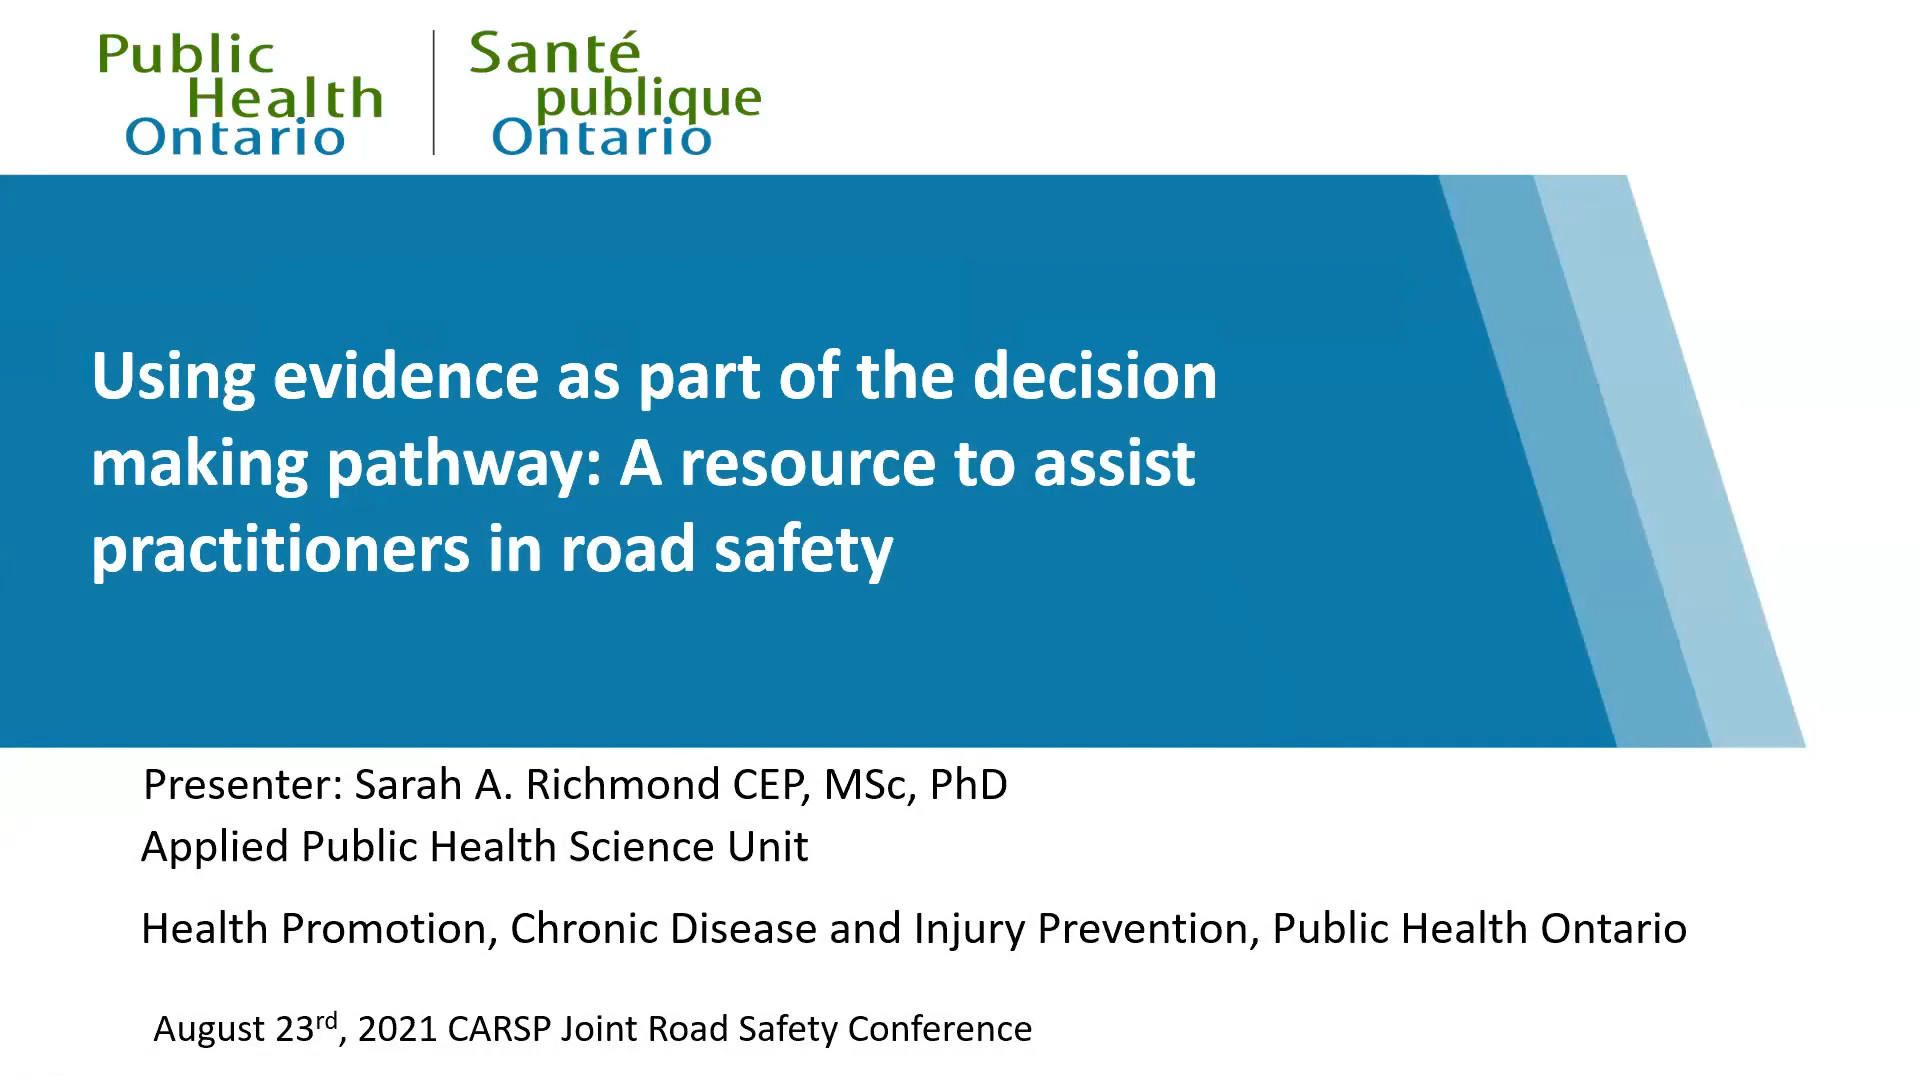 Public
Health
Ontario
Santé
publique
Ontario
Using evidence as part of the decision
making pathway: A resource to assist
practitioners in road safety
Presenter: Sarah A. Richmond CEP, MSc, PhD
Applied Public Health Science Unit
Health Promotion, Chronic Disease and Injury Prevention, Public Health Ontario
August 23rd, 2021 CARSP Joint Road Safety Conference